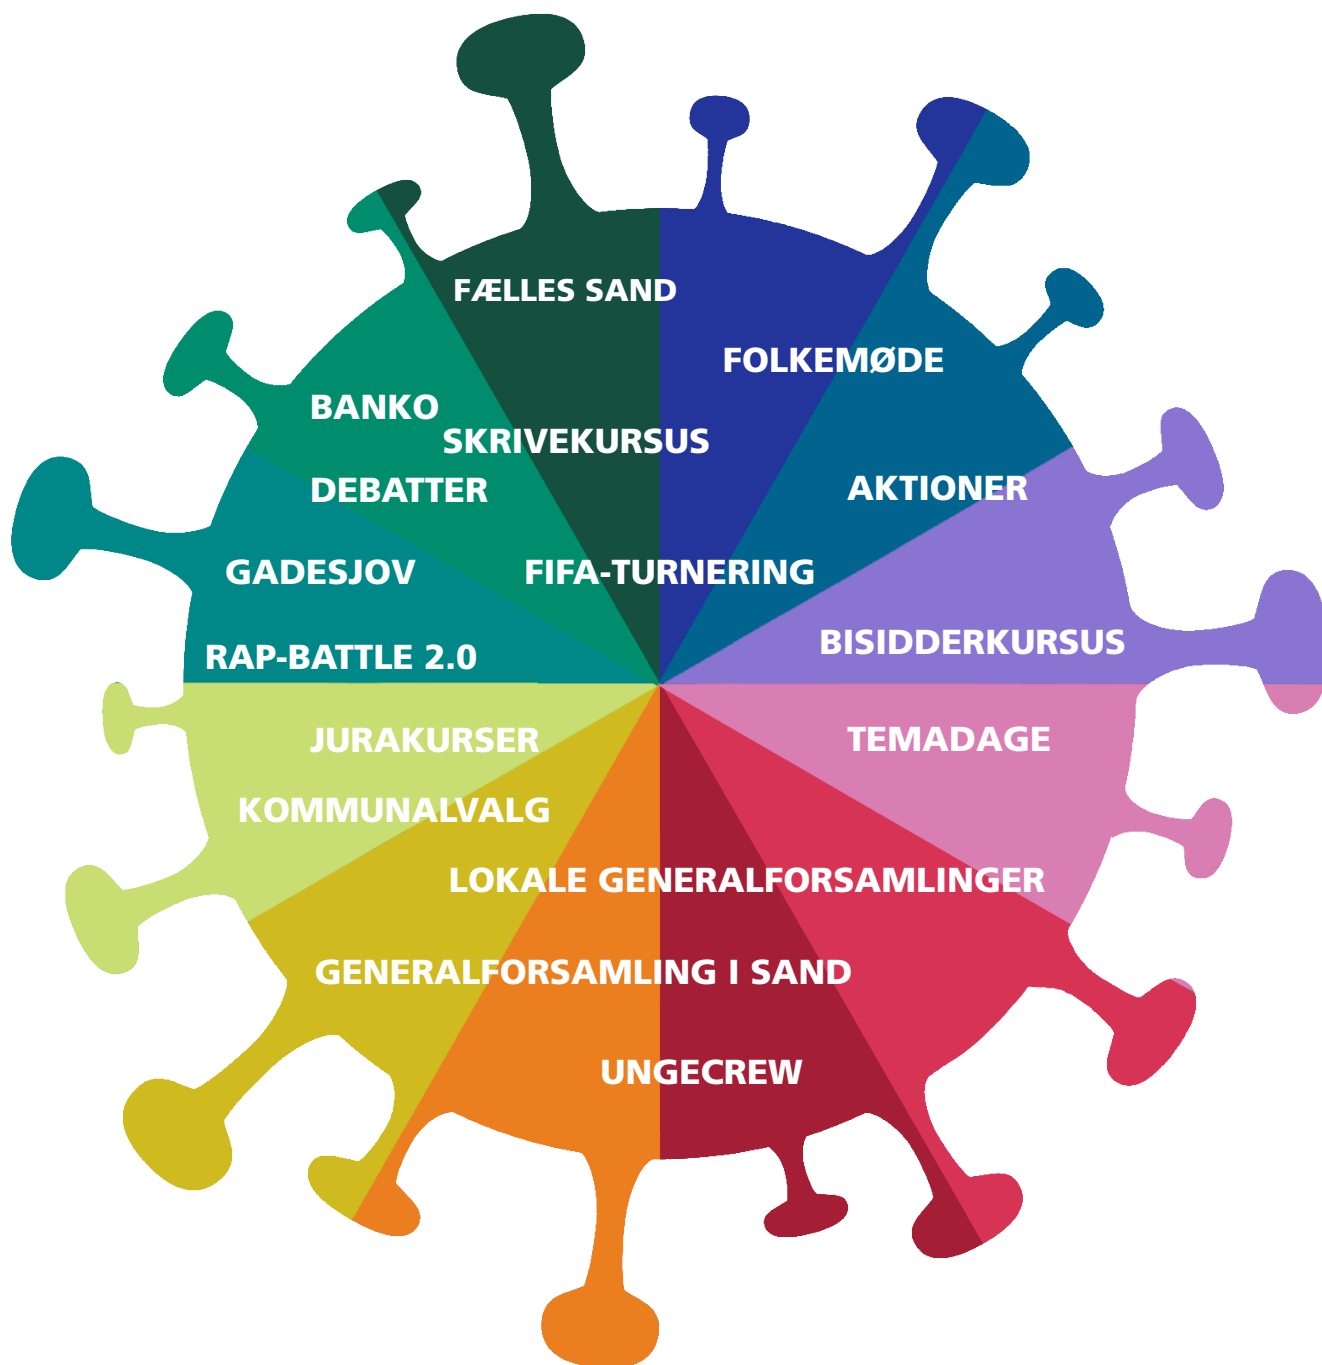 FÆLLES SAND
FOLKEMØDE
BANKO
SKRIVEKURSUS
DEBATTER
AKTIONER
GADESJOV
FIFA-TURNERING
BISIDDERKURSUS
RAP-BATTLE 2.0
JURAKURSER
TEMADAGE
KOMMUNALVALG
LOKALE GENERALFORSAMLINGER
GENERALFORSAMLING I SAND
UNGECREW